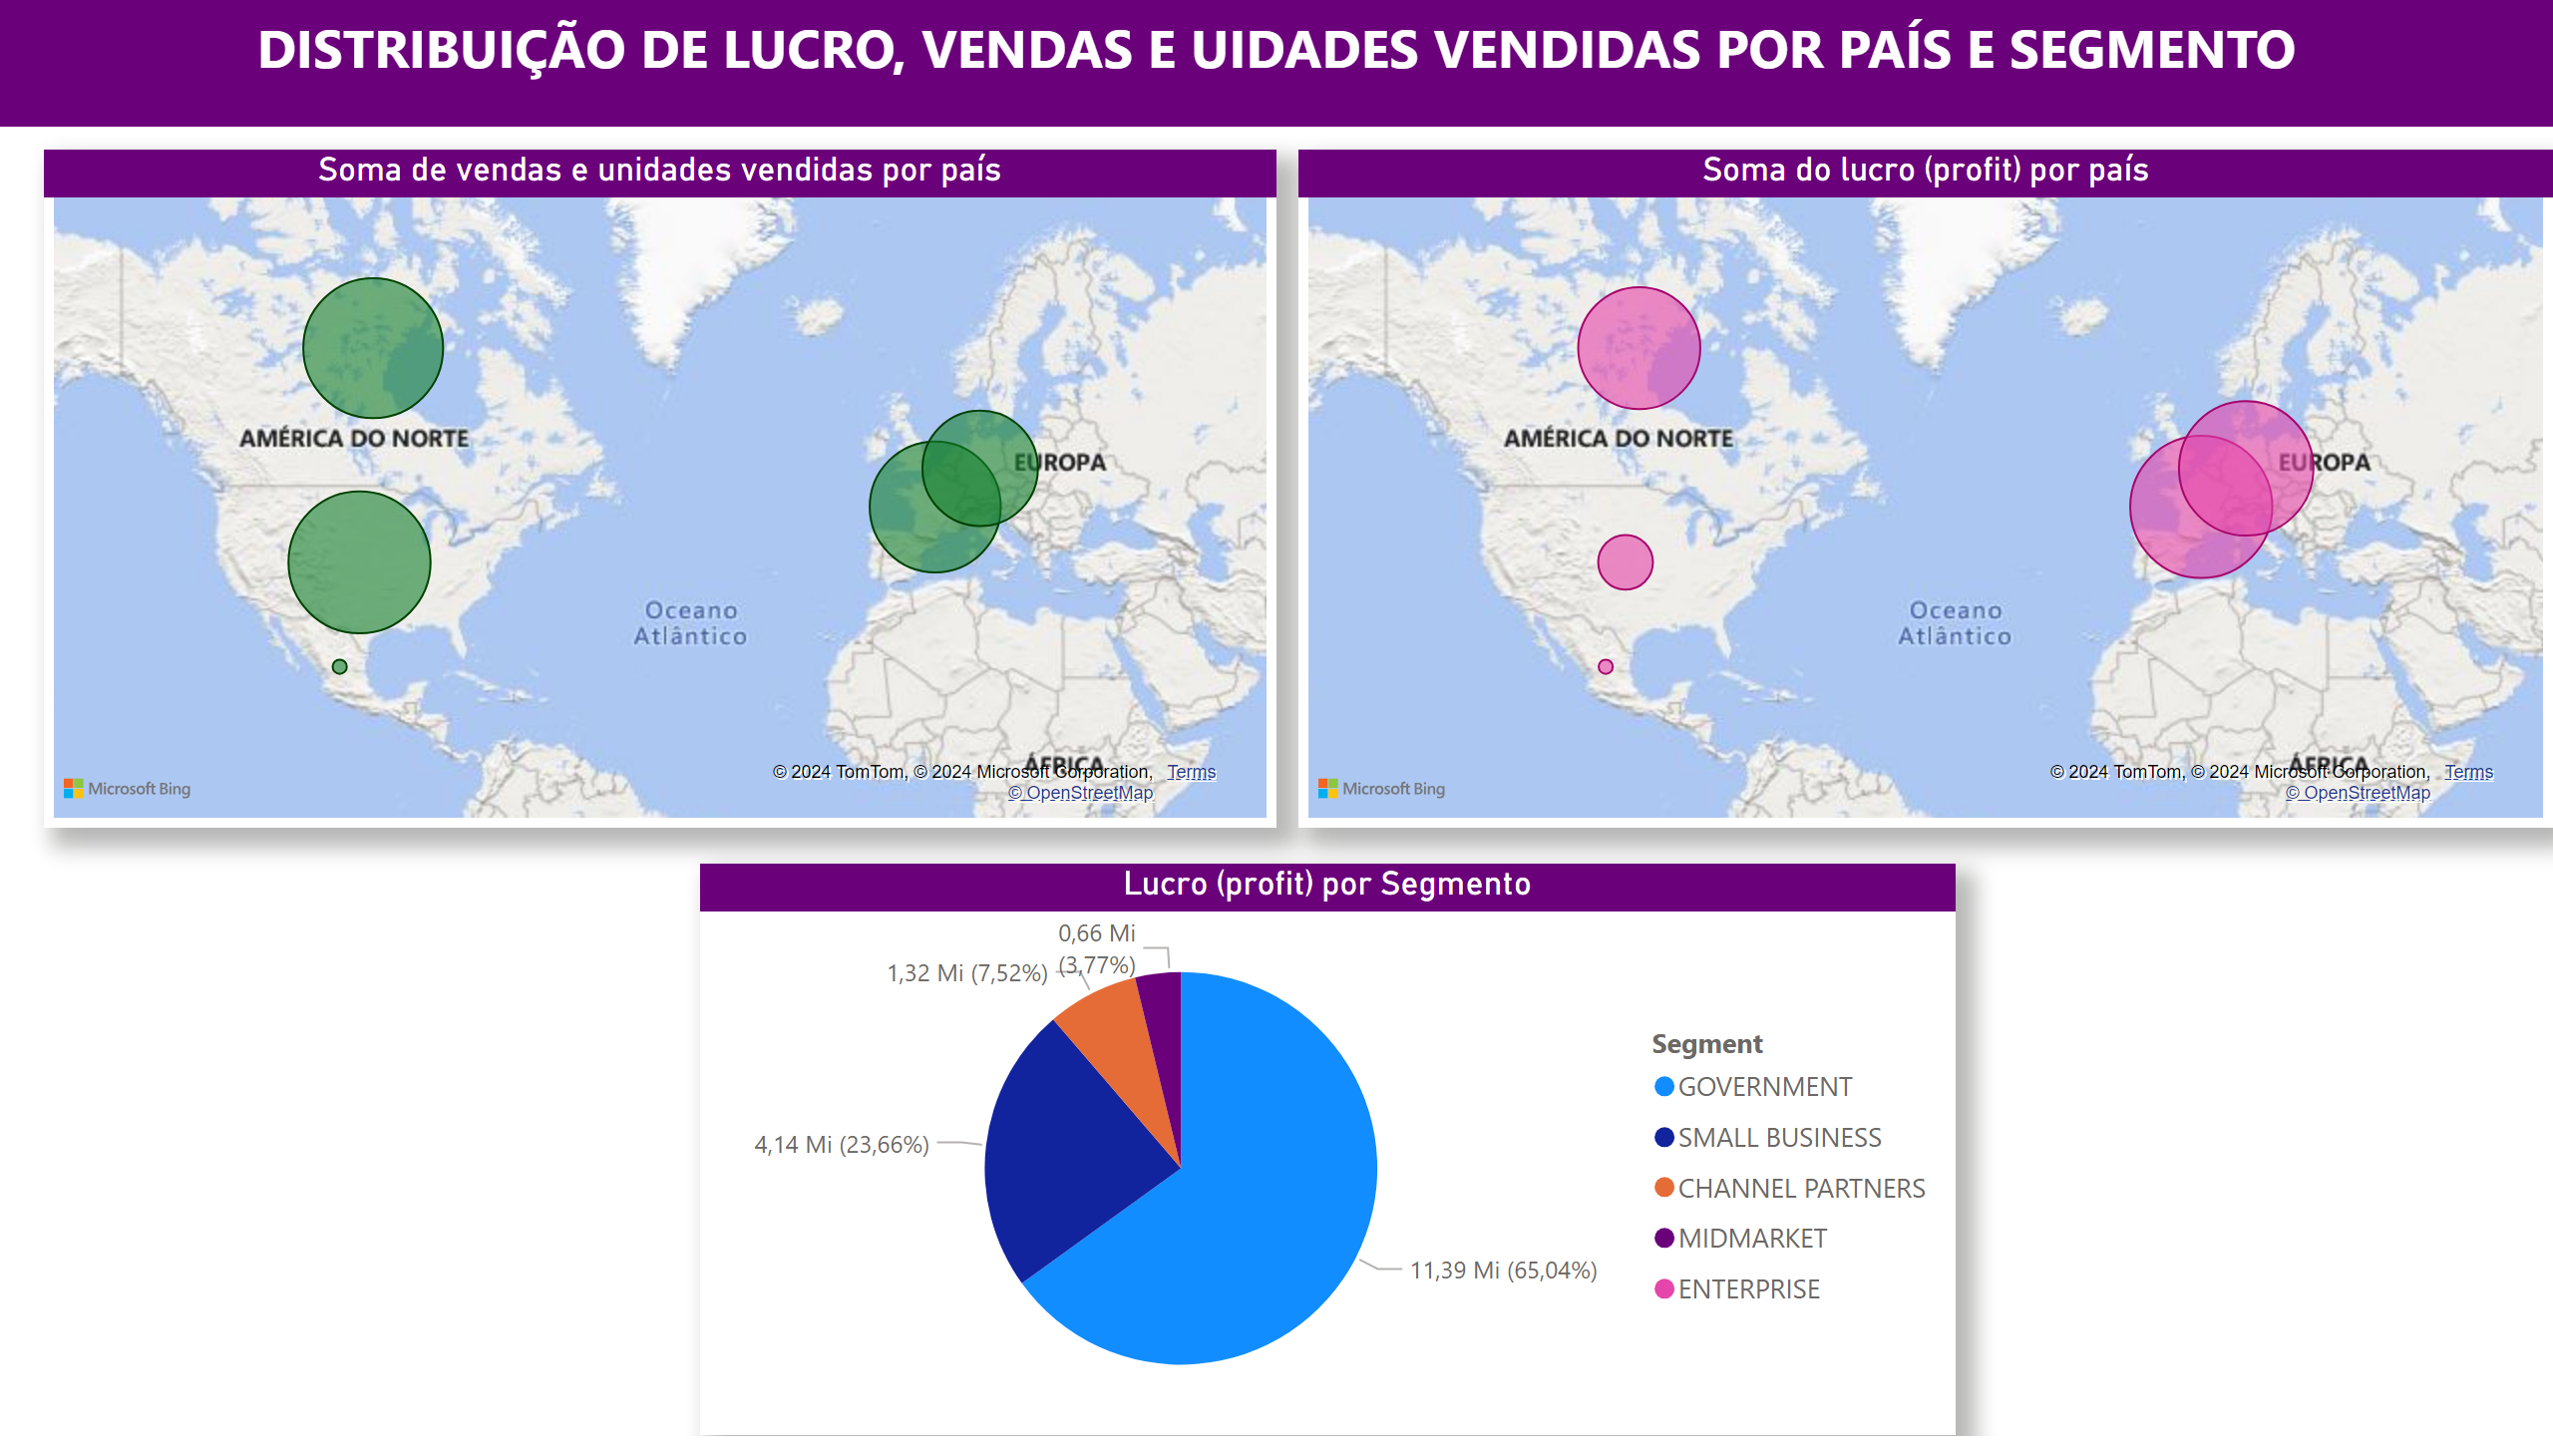 DISTRIBUIÇÃO DE LUCRO, VENDAS E UIDADES VENDIDAS POR PAÍS E SEGMENTO
Soma de vendas e unidades vendidas por país
AMÉRICA DO NORTE
EUROPA
Oceano
Atlântico
ÁFRICA
© 2024 TomTom, © 2024 Microsoft Corporation, Terms
Microsoft Bing
© OpenStreetMap
Soma do lucro (profit) por país
AMÉRICA DO NORTE
EUROPA
Oceano
Atlântico
ÁFRICA
© 2024 TomTom, © 2024 Microsoft Corporation, Terms
Microsoft Bing
© OpenStreetMap
Lucro (profit) por Segmento
0,66 Mi
(3,77%)
1,32 Mi (7,52%)
4,14 Mi (23,66%)
11,39 Mi (65,04%)
Segment
GOVERNMENT
SMALL BUSINESS
CHANNEL PARTNERS
MIDMARKET
ENTERPRISE